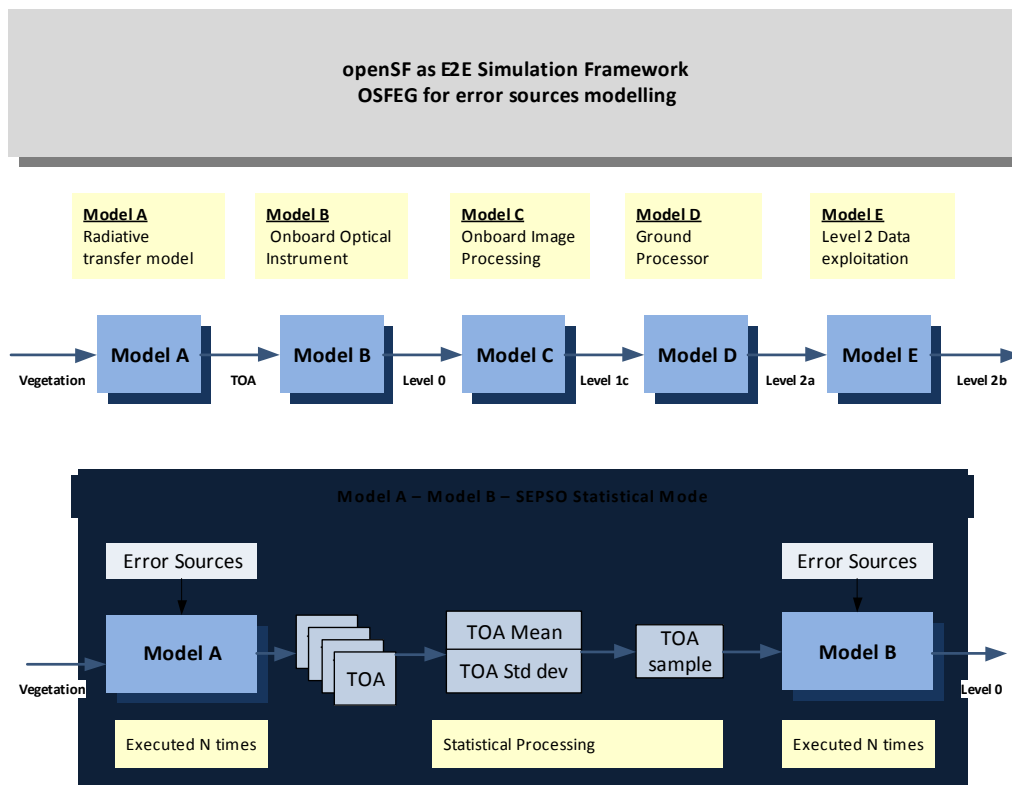 openSF as E2E Simulation Framework
OSFEG for error sources modelling
Model A
Radiative
transfer model
Model B
Onboard Optical
Instrument
Model C
Onboard Image
Processing
Model D
Ground
Processor
Model E
Level 2 Data
exploitation
Model A
Model B
Model C
Model D
Model E
Vegetation
TOA
Level 0
Level 1c
Level 2a
Level 2b
Model A – Model B – SEPSO Statistical Mode
Error Sources
Error Sources
Model A
TOA
TOA Mean
TOA Std dev
TOA
sample
Model B
Vegetation
Level 0
Executed N times
Statistical Processing
Executed N times